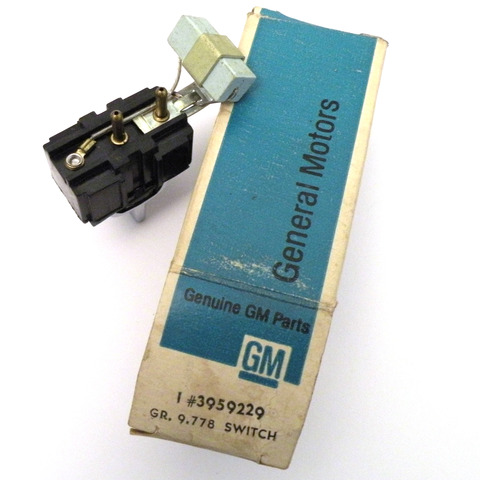 General Motors
Genuine GM Parts
GM
1 #3959229
GR. 9.778 SWITCH